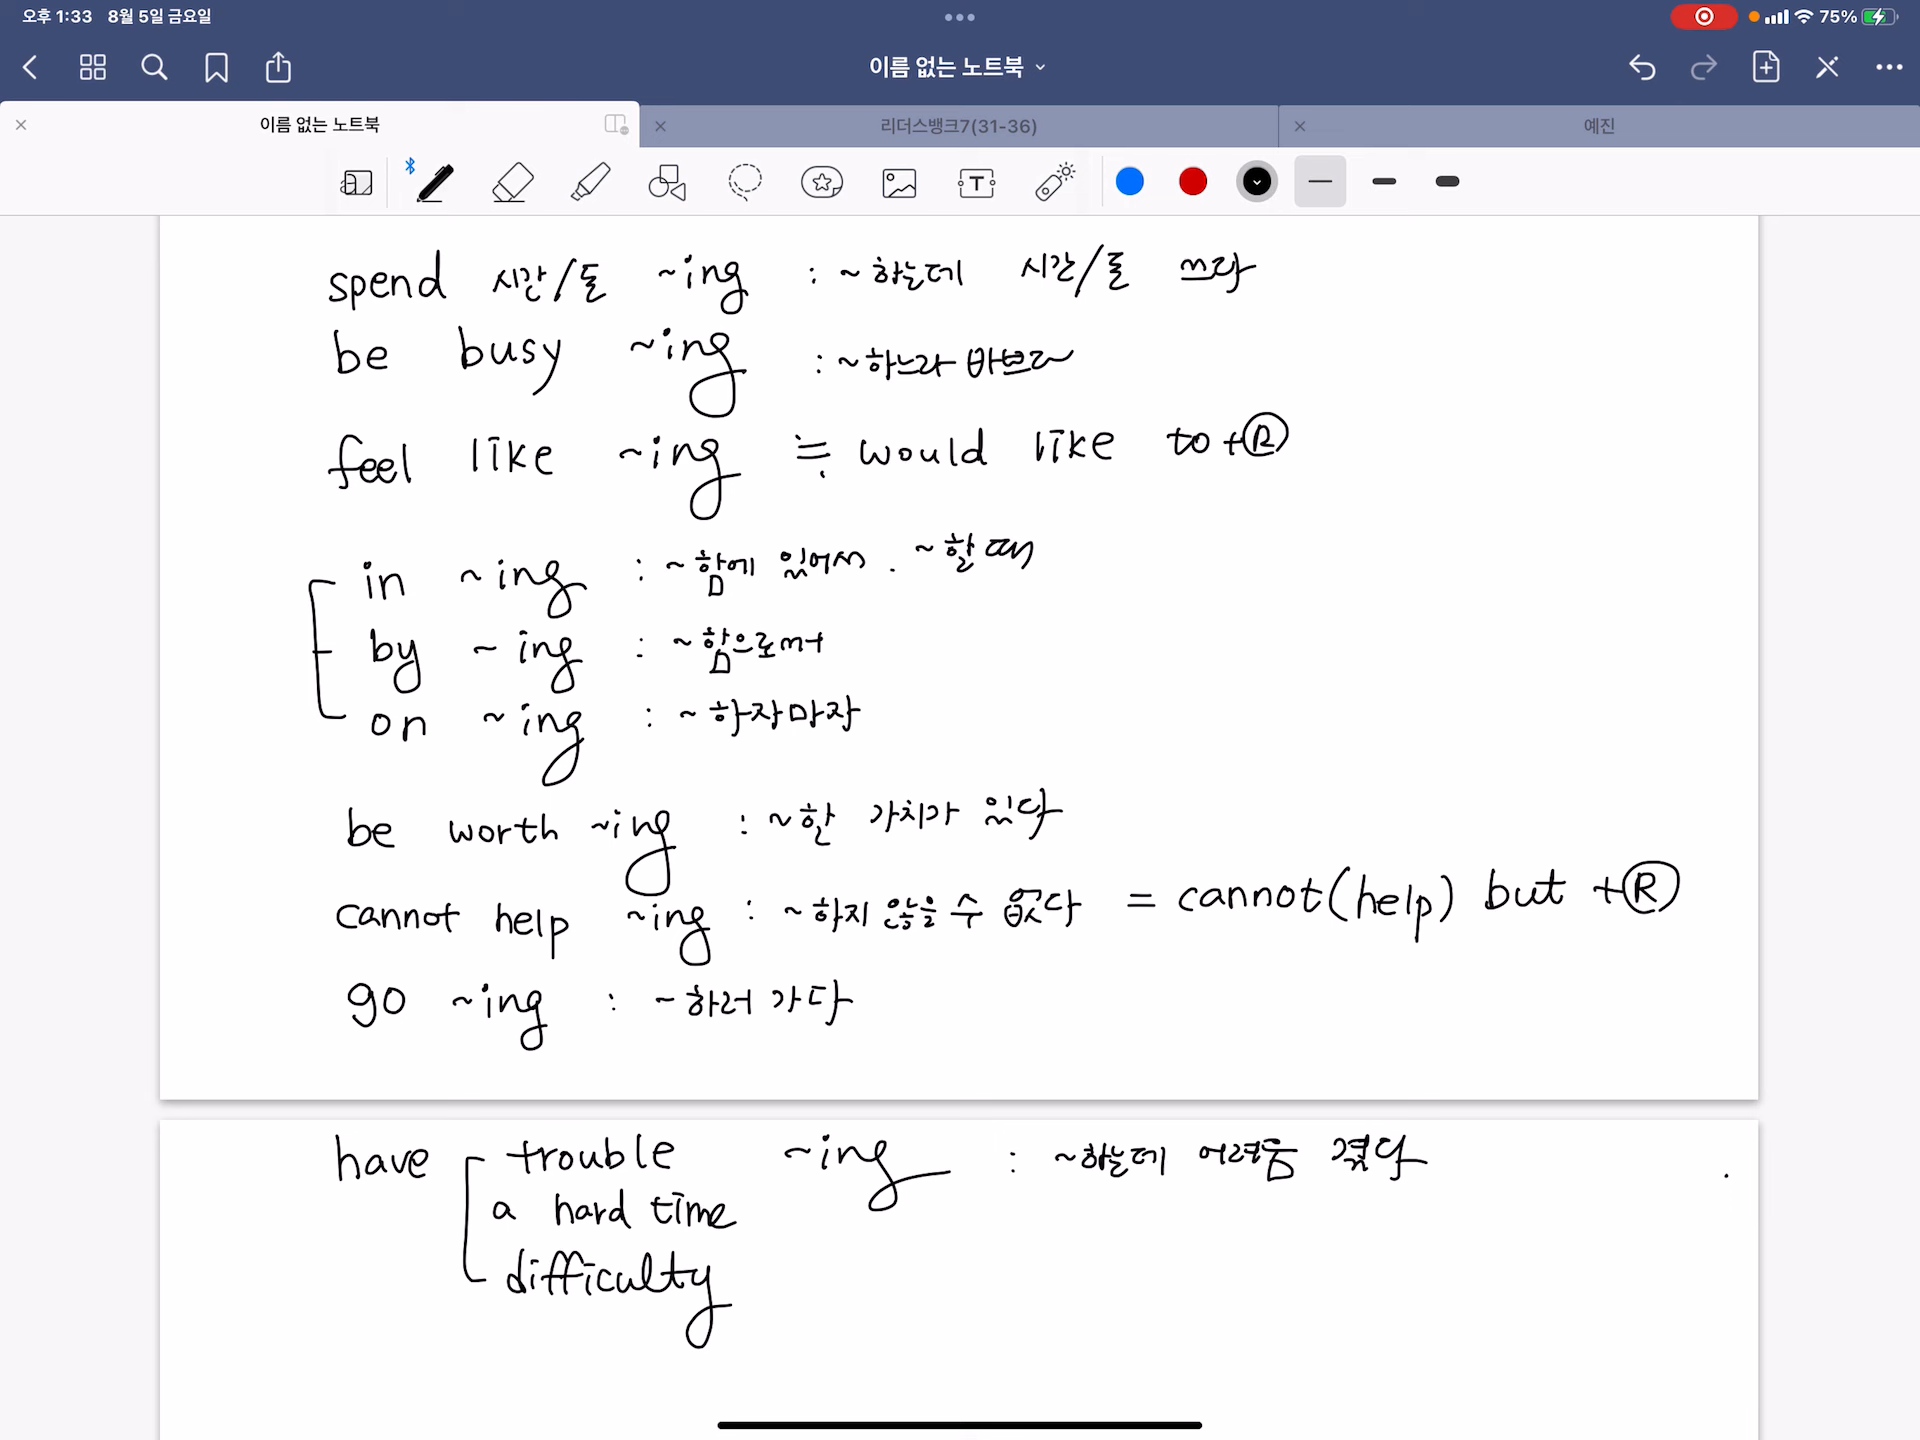 오후 1:33 8월 5일 금요일
75%
이름 없는 노트북
이름 없는 노트북
리더스뱅크7(31-36)
예진
spend 시간/돈 ~ing : ~하는데 시간/돈 쓰다
be busy ~ing : ~하느라 바쁘다
feel like ~ing ≒ would like to +Ⓡ
in ~ing : ~함에 있어서. ~할 때
by ~ing : ~함으로써
on ~ing : ~하자마자
be worth ~ing : ~한 가치가 있다
cannot help ~ing : ~하지 않을 수 없다 = cannot(help) but +Ⓡ
go ~ing : ~하러 가다
have trouble ~ing : ~하는데 어려움 겪다
a hard time
difficulty